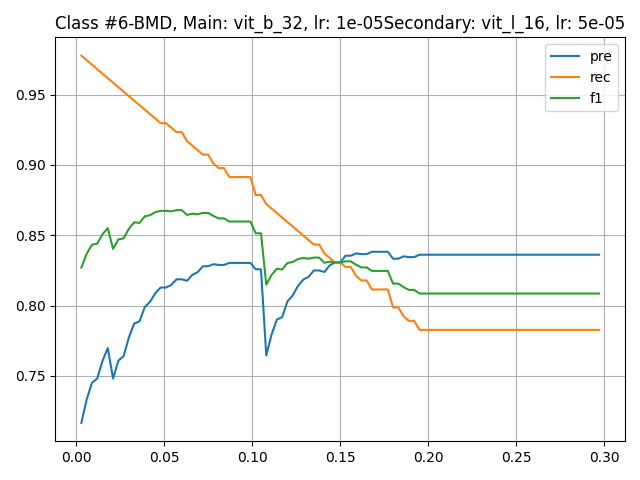 Class #6-BMD, Main: vit_b_32, lr: 1e-05Secondary: vit_l_16, lr: 5e-05
pre
rec
f1
0.95
0.90
0.85
0.80
0.75
0.00 0.05 0.10 0.15 0.20 0.25 0.30